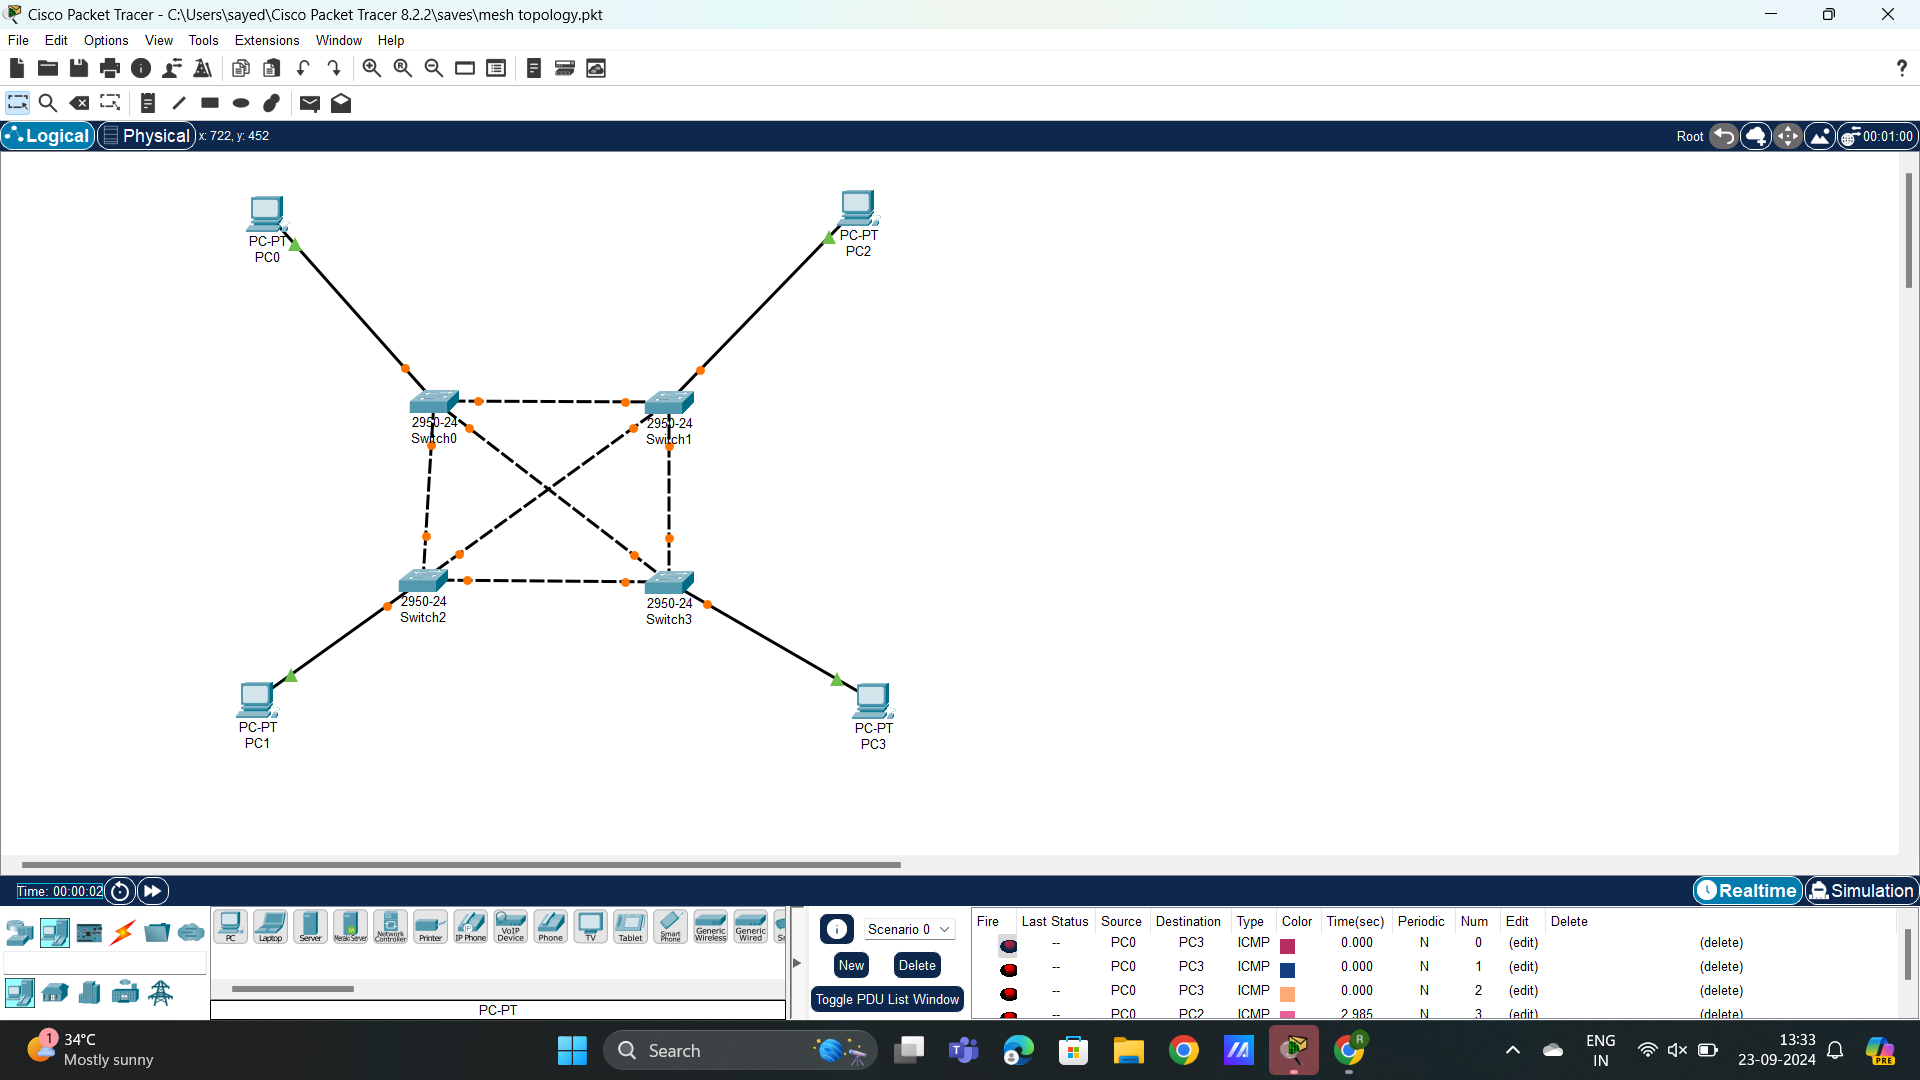 Cisco Packet Tracer - C:\Users\sayed\Cisco Packet Tracer 8.2.2\saves\mesh topology.pkt
File Edit Options View Tools Extensions Window Help
?
Logical Physical x: 722, y: 452 Root 00:01:00
PC-PT
PC0
PC-PT
PC2
2950-24
Switch0
2950-24
Switch1
2950-24
Switch2
2950-24
Switch3
PC-PT
PC1
PC-PT
PC3
Time: 00:00:02 Realtime Simulation
PC Laptop Server Meraki Server Network Controller Printer IP Phone VoIP Device Phone TV Tablet Smart Phone Generic Wireless Generic Wired
PC-PT
Scenario 0
New Delete
Toggle PDU List Window
Fire Last Status Source Destination Type Color Time(sec) Periodic Num Edit Delete
-- PC0 PC3 ICMP 0.000 N 0 (edit) (delete)
-- PC0 PC3 ICMP 0.000 N 1 (edit) (delete)
-- PC0 PC3 ICMP 0.000 N 2 (edit) (delete)
-- PC0 PC2 ICMP 2.985 N 3 (edit) (delete)
1
34°C
Mostly sunny
Search
R
ENG
IN
13:33
23-09-2024
PRE